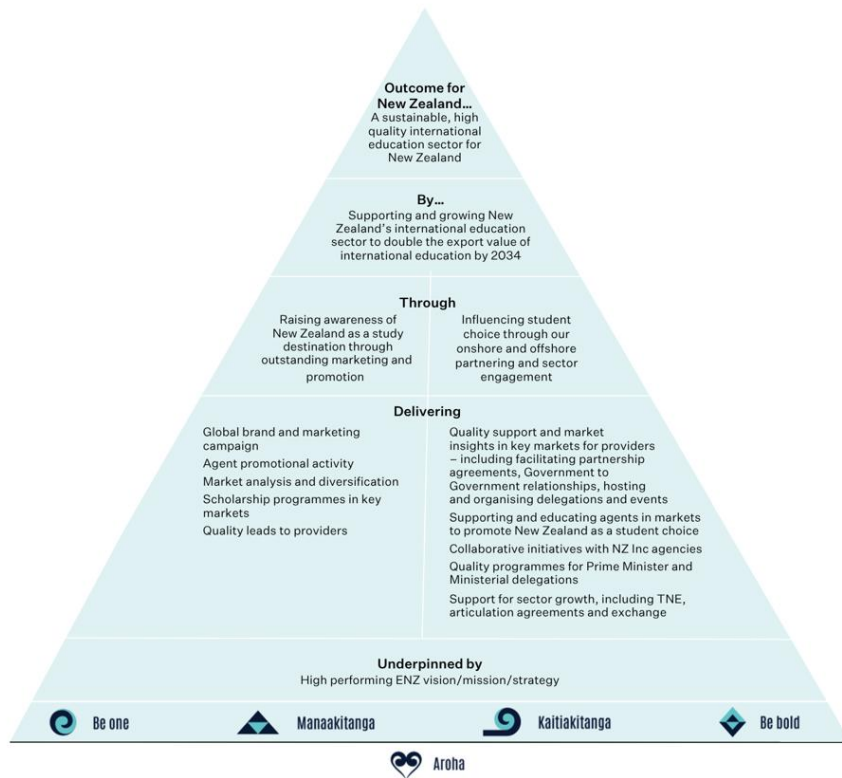 Outcome for
New Zealand...
A sustainable, high
quality international
education sector for
New Zealand
By...
Supporting and growing New
Zealand's international education
sector to double the export value of
international education by 2034
Through
Raising awareness of
New Zealand as a study
destination through
outstanding marketing and
promotion
Influencing student
choice through our
onshore and offshore
partnering and sector
engagement
Delivering
Global brand and marketing
campaign
Agent promotional activity
Market analysis and diversification
Scholarship programmes in key
markets
Quality leads to providers
Quality support and market
insights in key markets for providers
– including facilitating partnership
agreements, Government to
Government relationships, hosting
and organising delegations and events
Supporting and educating agents in markets
to promote New Zealand as a student choice
Collaborative initiatives with NZ Inc agencies
Quality programmes for Prime Minister and
Ministerial delegations
Support for sector growth, including TNE,
articulation agreements and exchange
Underpinned by
High performing ENZ vision/mission/strategy
Be one
Manaakitanga
Kaitiakitanga
Be bold
Aroha